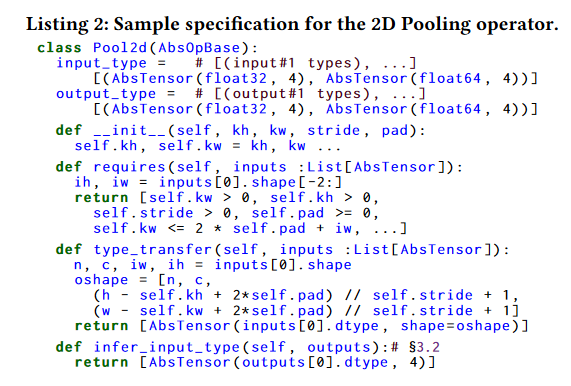 Listing 2: Sample specification for the 2D Pooling operator.
class Pool2d(AbsOpBase):
  input_type =   # [(input#1 types), ...]
     [(AbsTensor(float32, 4), AbsTensor(float64, 4))]
  output_type =  # [(output#1 types), ...]
     [(AbsTensor(float32, 4), AbsTensor(float64, 4))]
  def __init__(self, kh, kw, stride, pad):
    self.kh, self.kw = kh, kw ...
  def requires(self, inputs :List[AbsTensor]):
    ih, iw = inputs[0].shape[-2:]
    return [self.kw > 0, self.kh > 0,
      self.stride > 0, self.pad >= 0,
      self.kw <= 2 * self.pad + iw, ...]
  def type_transfer(self, inputs :List[AbsTensor]):
    n, c, iw, ih = inputs[0].shape
    oshape = [n, c,
      (h - self.kh + 2*self.pad) // self.stride + 1,
      (w - self.kw + 2*self.pad) // self.stride + 1]
    return [AbsTensor(inputs[0].dtype, shape=oshape)]
  def infer_input_type(self, outputs):# §3.2
    return [AbsTensor(outputs[0].dtype, 4)]